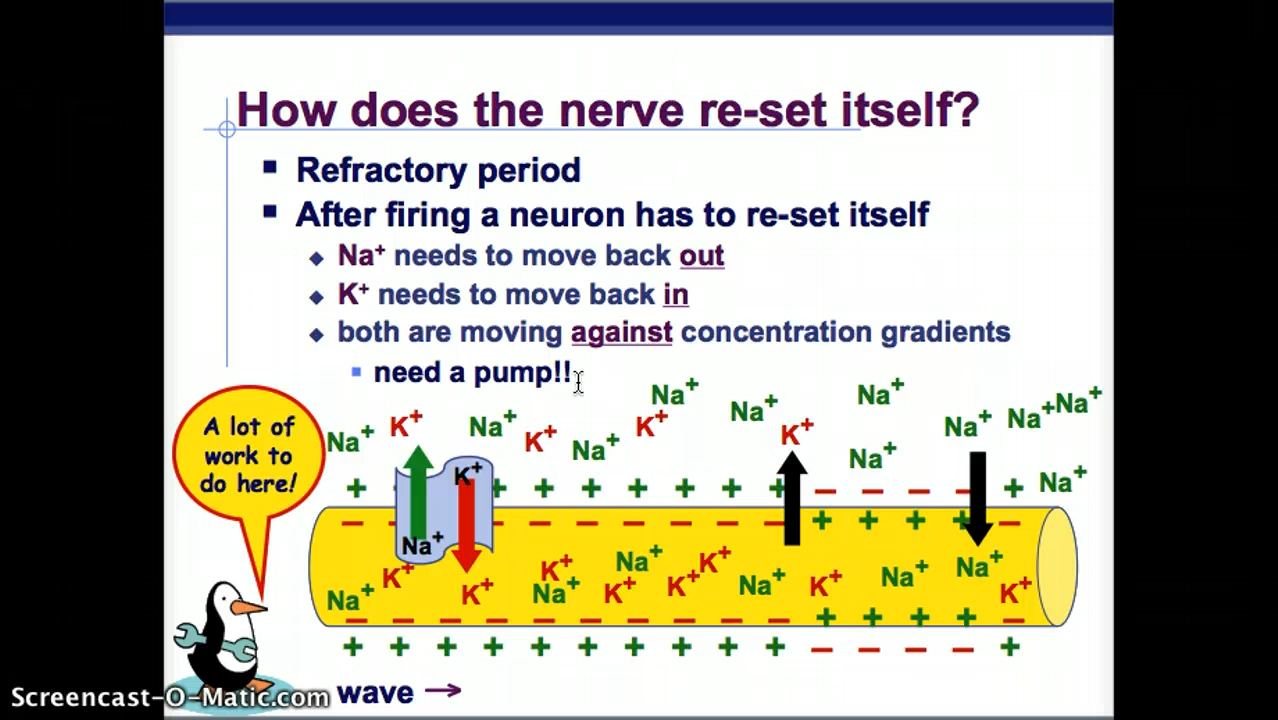 How does the nerve re-set itself?
Refractory period
After firing a neuron has to re-set itself
Na⁺ needs to move back out
K⁺ needs to move back in
both are moving against concentration gradients
need a pump!!
A lot of
work to
do here!
Na⁺ K⁺ Na⁺ K⁺ Na⁺ K⁺ Na⁺ Na⁺ K⁺ Na⁺ Na⁺ Na⁺ Na⁺ Na⁺ Na⁺
+ K⁺ + + + + + + + − − − − +
− Na⁺ − − − − − − + + + + −
Na⁺ K⁺ K⁺ K⁺ Na⁺ K⁺ Na⁺ K⁺ K⁺ Na⁺ K⁺ Na⁺ Na⁺ K⁺
− − − − − − − − − − + + + +
+ + + + + + + + + + − − − − +
wave →
Screencast-O-Matic.com